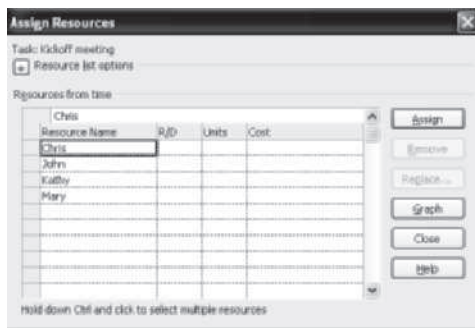 Assign Resources
Task: Kickoff meeting
+ Resource list options
Resources from time
Chris
Resource Name R/D Units Cost
Chris
John
Kathy
Mary
Assign
Remove
Replace...
Graph
Close
Help
Hold down Ctrl and click to select multiple resources